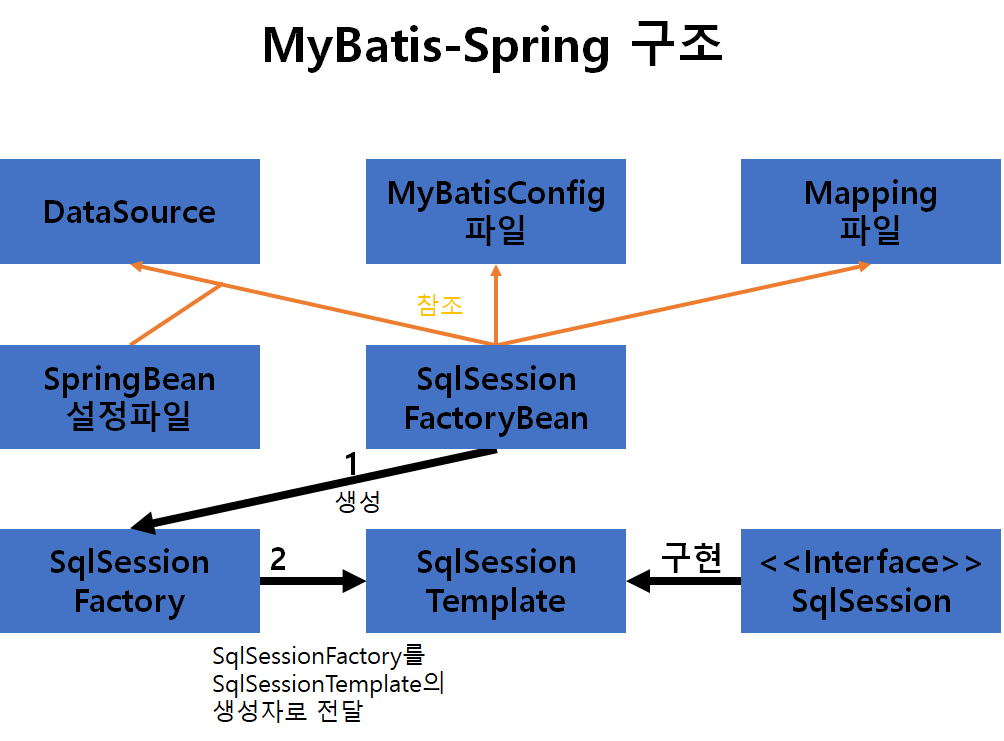 MyBatis-Spring 구조
DataSource
MyBatisConfig
파일
Mapping
파일
참조
SpringBean
설정파일
SqlSession
FactoryBean
1
생성
SqlSession
Factory
2
SqlSession
Template
구현
<<Interface>>
SqlSession
SqlSessionFactory를
SqlSessionTemplate의
생성자로 전달